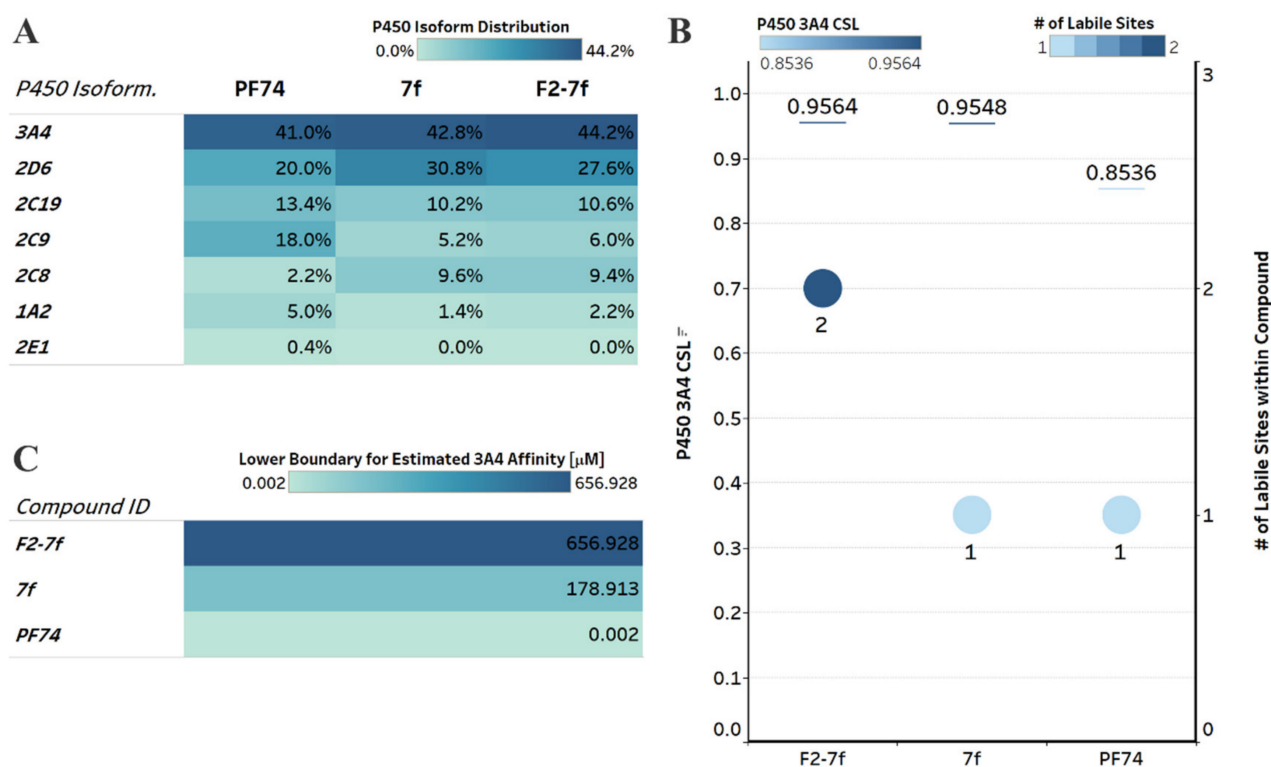 A
P450 Isoform Distribution
0.0% 44.2%
P450 Isoform. PF74 7f F2-7f
3A4 41.0% 42.8% 44.2%
2D6 20.0% 30.8% 27.6%
2C19 13.4% 10.2% 10.6%
2C9 18.0% 5.2% 6.0%
2C8 2.2% 9.6% 9.4%
1A2 5.0% 1.4% 2.2%
2E1 0.4% 0.0% 0.0%
C
Lower Boundary for Estimated 3A4 Affinity [µM]
0.002 656.928
Compound ID
F2-7f 656.928
7f 178.913
PF74 0.002
B
P450 3A4 CSL
0.8536 0.9564
# of Labile Sites
1 2
P450 3A4 CSL
1.0
0.9
0.8
0.7
0.6
0.5
0.4
0.3
0.2
0.1
0.0
0.9564
0.9548
0.8536
2
1
1
3
2
1
0
# of Labile Sites within Compound
F2-7f 7f PF74